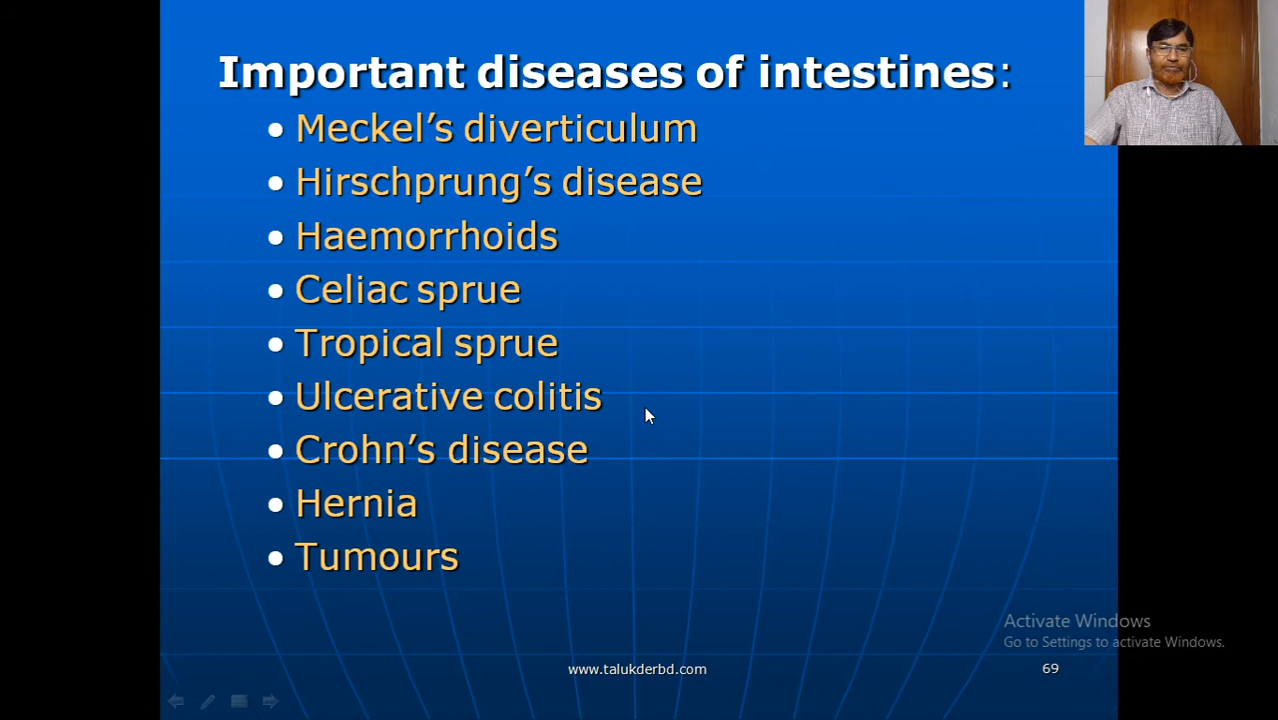 Important diseases of intestines:
• Meckel’s diverticulum
• Hirschprung’s disease
• Haemorrhoids
• Celiac sprue
• Tropical sprue
• Ulcerative colitis
• Crohn’s disease
• Hernia
• Tumours
Activate Windows
Go to Settings to activate Windows.
www.talukderbd.com
69